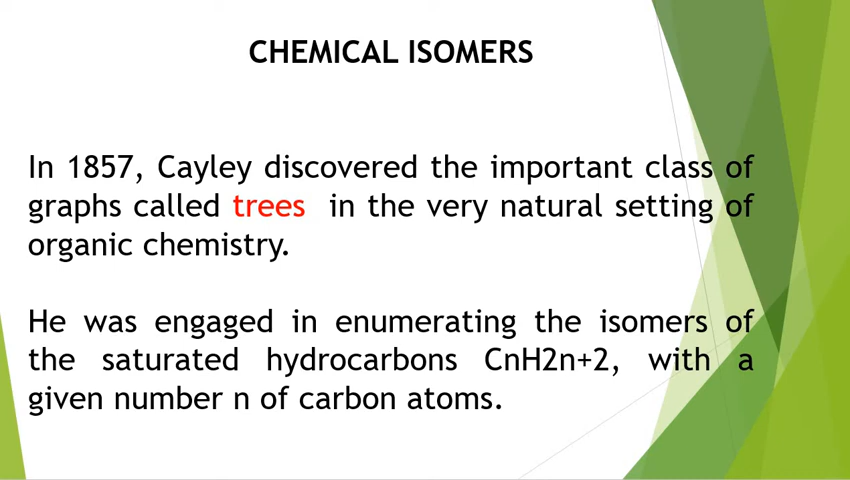 CHEMICAL ISOMERS
In 1857, Cayley discovered the important class of
graphs called trees in the very natural setting of
organic chemistry.
He was engaged in enumerating the isomers of
the saturated hydrocarbons CnH2n+2, with a
given number n of carbon atoms.